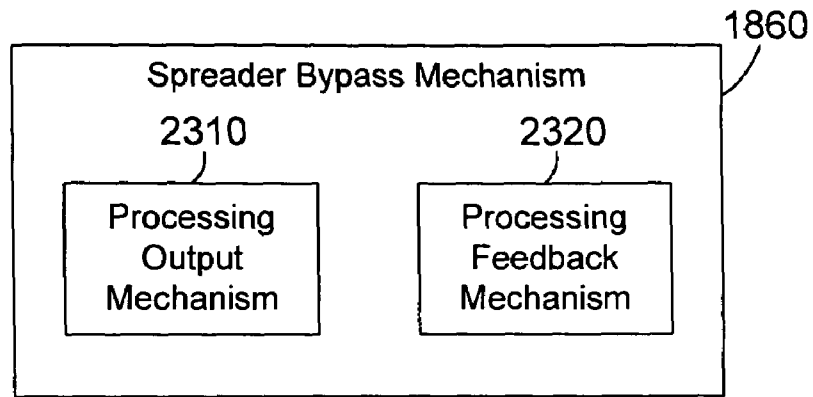 1860
Spreader Bypass Mechanism
2310
2320
Processing
Output
Mechanism
Processing
Feedback
Mechanism